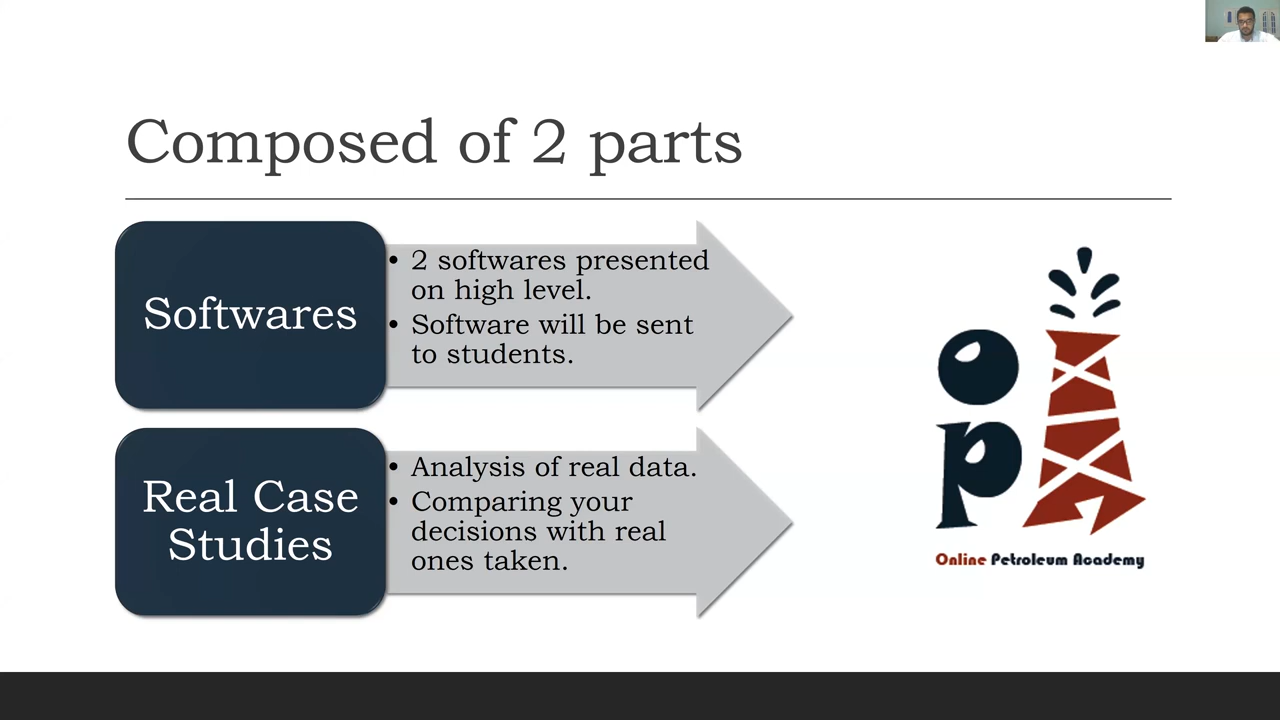 Composed of 2 parts
Softwares
• 2 softwares presented
on high level.
• Software will be sent
to students.
Real Case
Studies
• Analysis of real data.
• Comparing your
decisions with real
ones taken.
op
Online Petroleum Academy